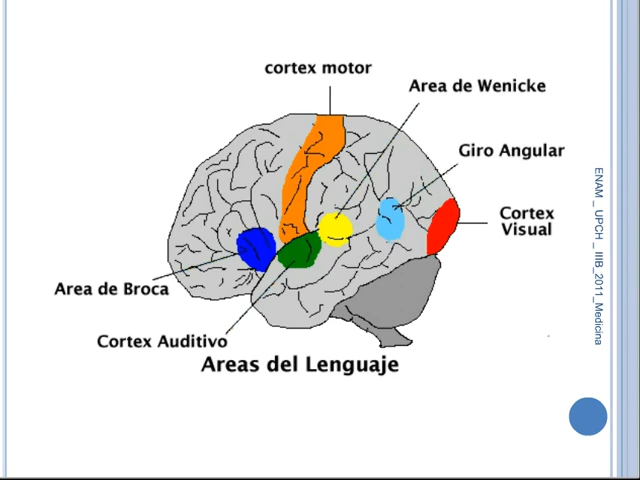 cortex motor
Area de Wenicke
Giro Angular
Cortex
Visual
Area de Broca
Cortex Auditivo
Areas del Lenguaje
ENAM _ UPCH _ IIIB_2011_Medicina